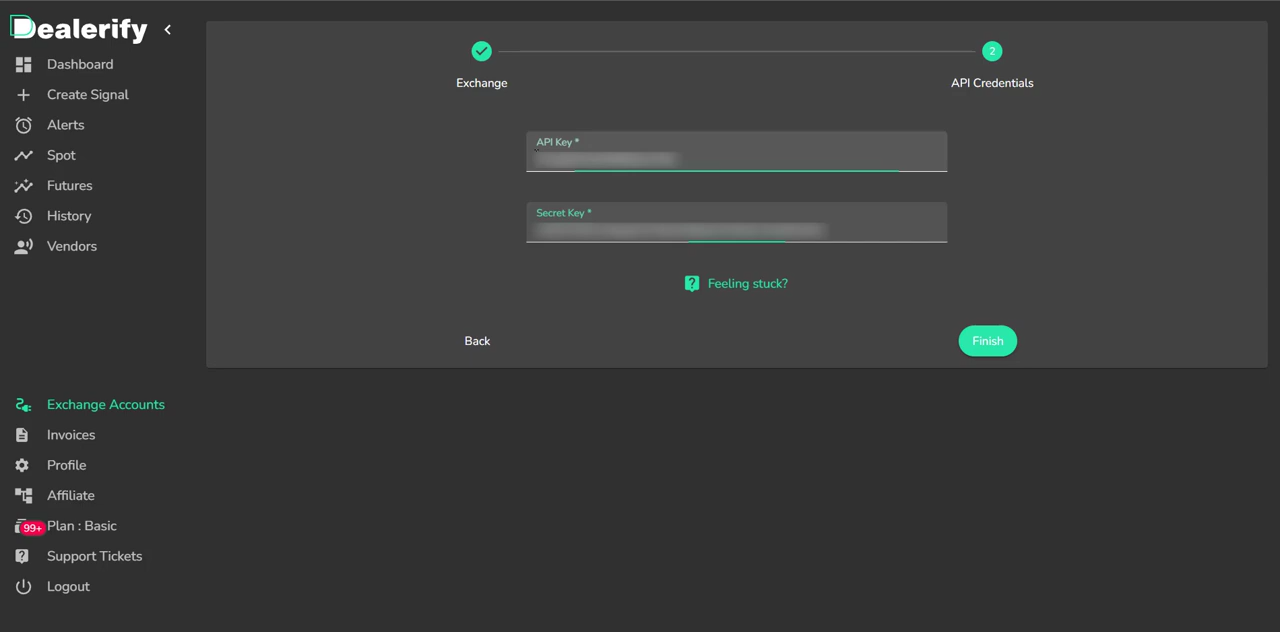 Dealerify
Dashboard
Create Signal
Alerts
Spot
Futures
History
Vendors
Exchange Accounts
Invoices
Profile
Affiliate
99+ Plan : Basic
Support Tickets
Logout
2
Exchange
API Credentials
API Key *
Secret Key *
? Feeling stuck?
Back
Finish